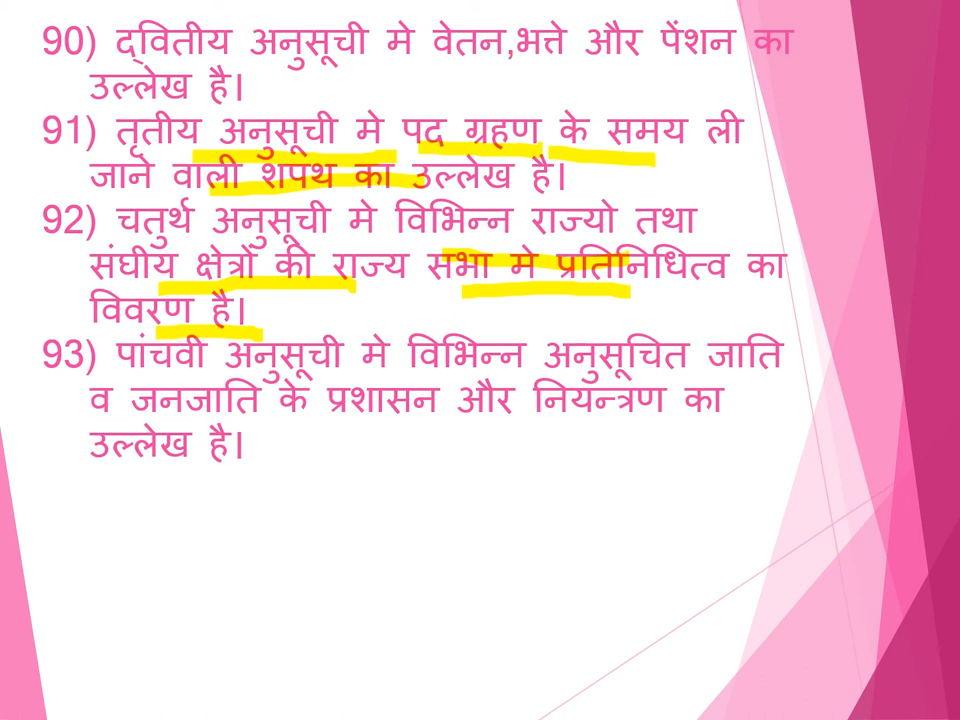 90) द्वितीय अनुसूची मे वेतन,भत्ते और पेंशन का
उल्लेख है।
91) तृतीय अनुसूची मे पद ग्रहण के समय ली
जाने वाली शपथ का उल्लेख है।
92) चतुर्थ अनुसूची मे विभिन्न राज्यो तथा
संघीय क्षेत्रों की राज्य सभा मे प्रतिनिधित्व का
विवरण है।
93) पांचवी अनुसूची मे विभिन्न अनुसूचित जाति
व जनजाति के प्रशासन और नियन्त्रण का
उल्लेख है।